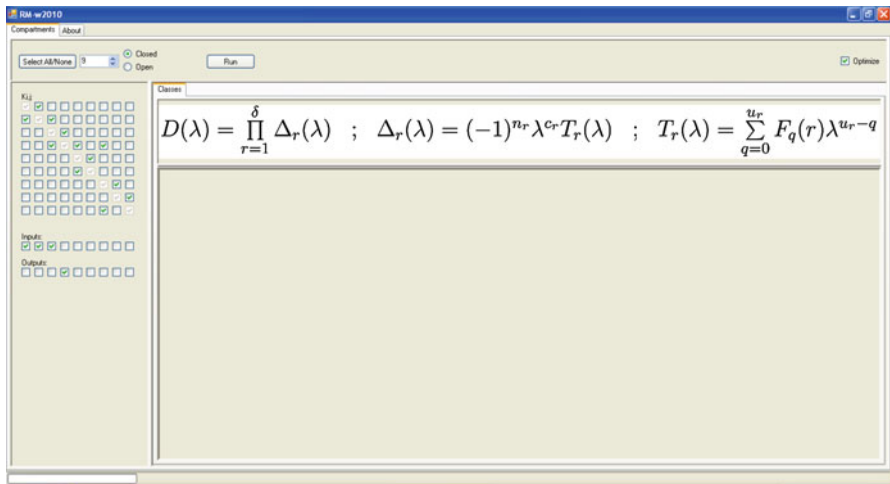 RM-w2010
Compartments About
Select All/None 9 Closed Run Optimize
Open
Classes
Ki,j:
D(λ) = ∏_{r=1}^{δ} Δ_r(λ) ; Δ_r(λ) = (−1)^{n_r} λ^{c_r} T_r(λ) ; T_r(λ) = ∑_{q=0}^{u_r} F_q(r) λ^{u_r−q}
Inputs:
Outputs: